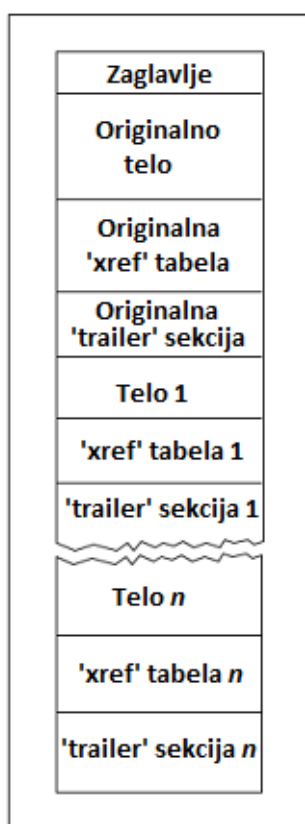 Zaglavlje
Originalno
telo
Originalna
'xref' tabela
Originalna
'trailer' sekcija
Telo 1
'xref' tabela 1
'trailer' sekcija 1
Telo n
'xref' tabela n
'trailer' sekcija n